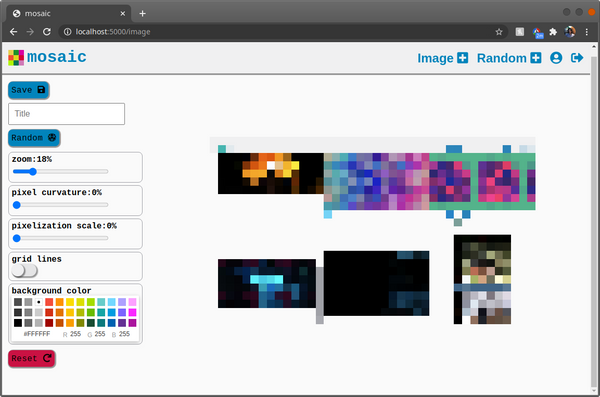 mosaic
localhost:5000/image
mosaic
Image Random
Save
Title
Random
zoom:18%
pixel curvature:0%
pixelization scale:0%
grid lines
background color
#FFFFFF R 255 G 255 B 255
Reset